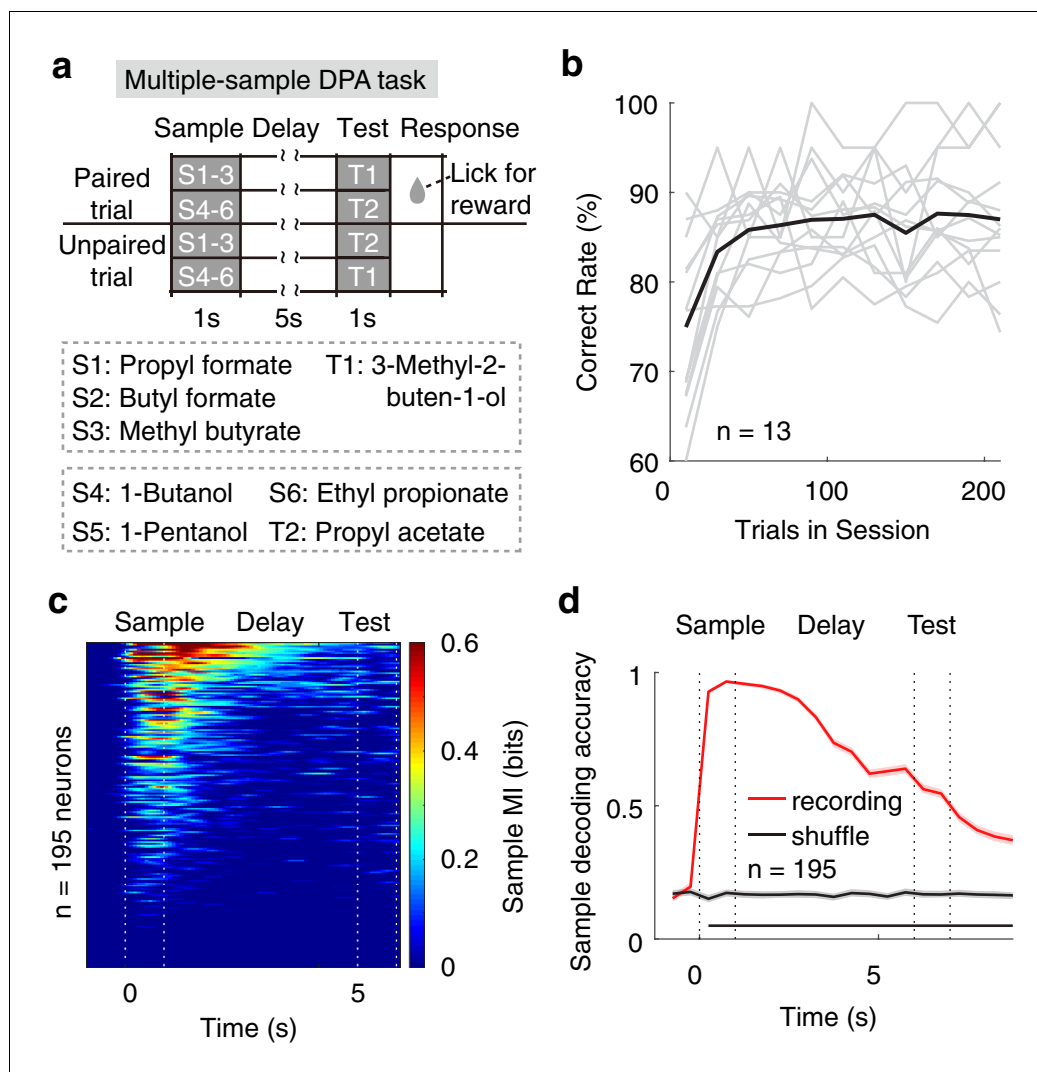 a
Multiple-sample DPA task
Sample Delay Test Response
Paired trial
S1-3 T1
S4-6 T2
Lick for reward
Unpaired trial
S1-3 T2
S4-6 T1
1s 5s 1s
S1: Propyl formate T1: 3-Methyl-2-
S2: Butyl formate buten-1-ol
S3: Methyl butyrate
S4: 1-Butanol S6: Ethyl propionate
S5: 1-Pentanol T2: Propyl acetate
b
Correct Rate (%)
100
90
80
70
60
n = 13
0 100 200
Trials in Session
c
Sample Delay Test
n = 195 neurons
0 5
Time (s)
0.6
0.4
0.2
0
Sample MI (bits)
d
Sample Delay Test
Sample decoding accuracy
1
0.5
0
recording
shuffle
n = 195
0 5
Time (s)